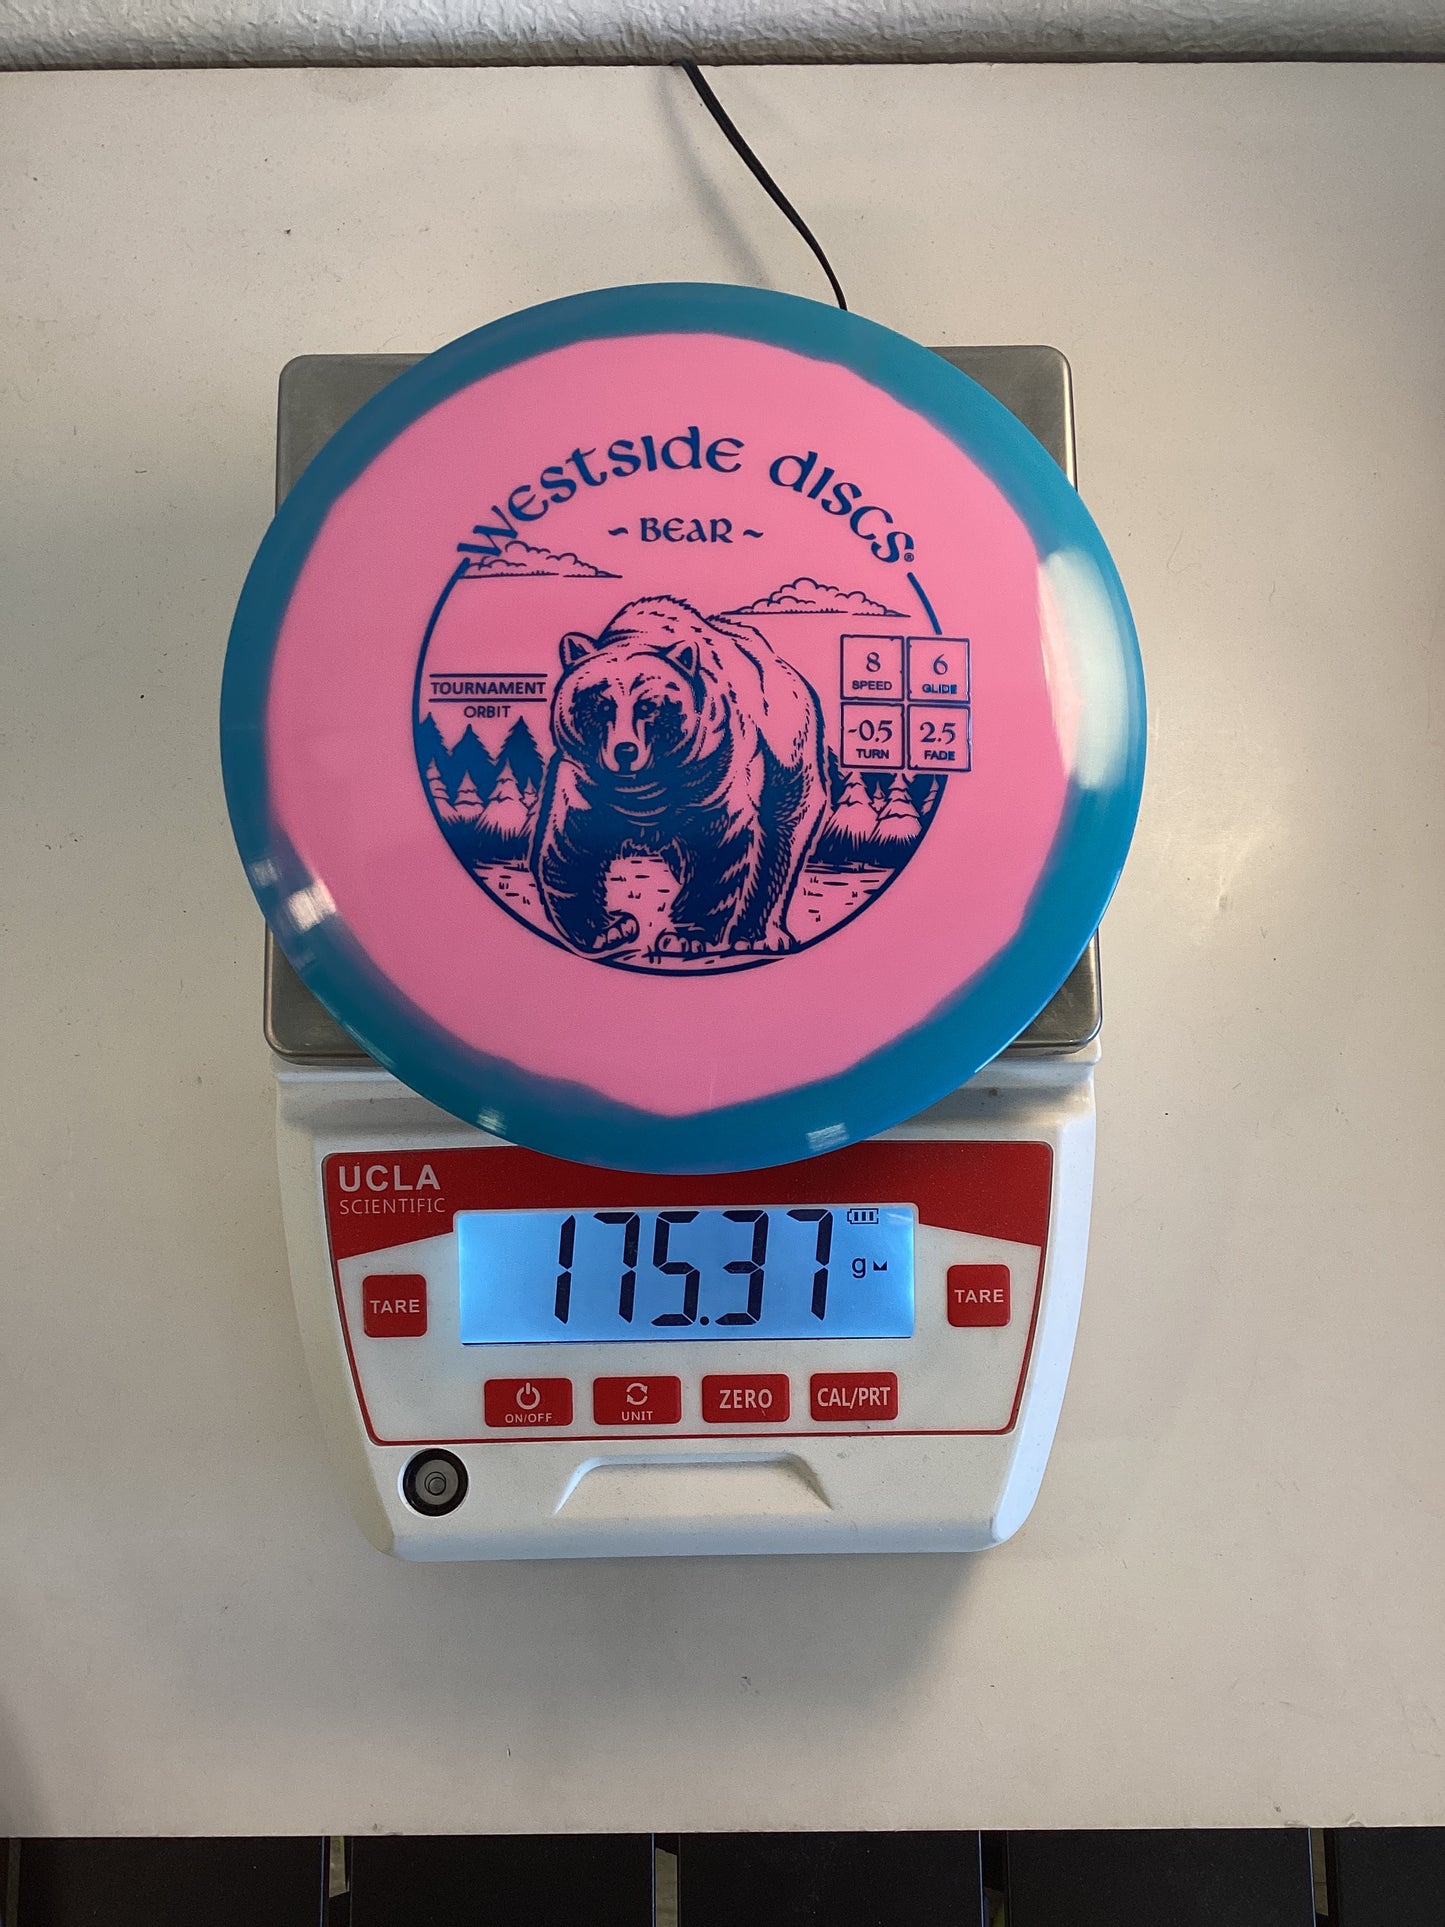 WESTSIDE DISCS®
~ BEAR ~
TOURNAMENT
ORBIT
8
SPEED
6
GLIDE
-0.5
TURN
2.5
FADE
UCLA
SCIENTIFIC
175.37 g
TARE
TARE
ON/OFF
UNIT
ZERO
CAL/PRT